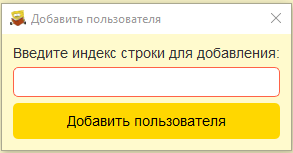 Добавить пользователя
Введите индекс строки для добавления:
Добавить пользователя